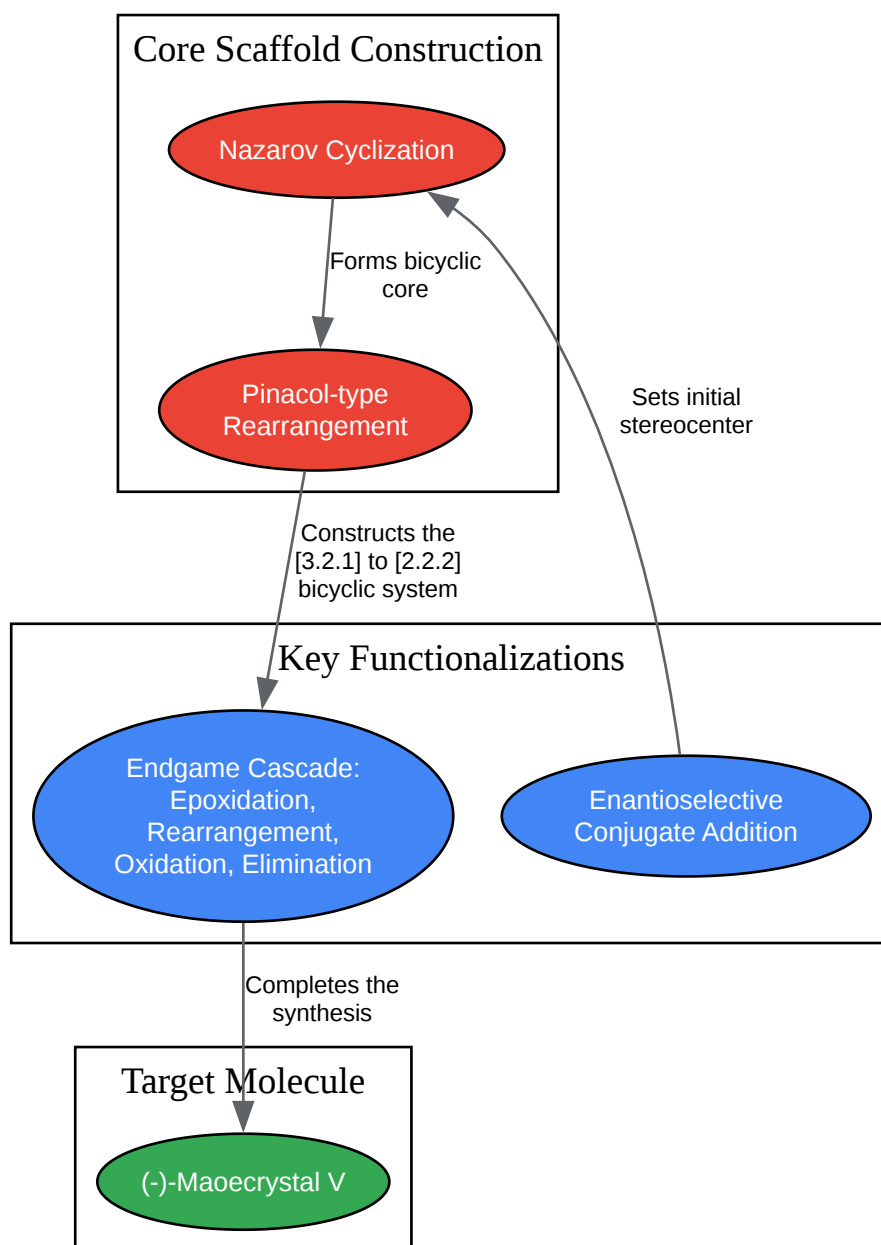 Core Scaffold Construction
Nazarov Cyclization
Forms bicyclic
core
Pinacol-type
Rearrangement
Sets initial
stereocenter
Constructs the
[3.2.1] to [2.2.2]
bicyclic system
Key Functionalizations
Endgame Cascade:
Epoxidation,
Rearrangement,
Oxidation, Elimination
Enantioselective
Conjugate Addition
Completes the
synthesis
Target Molecule
(-)-Maoecrystal V